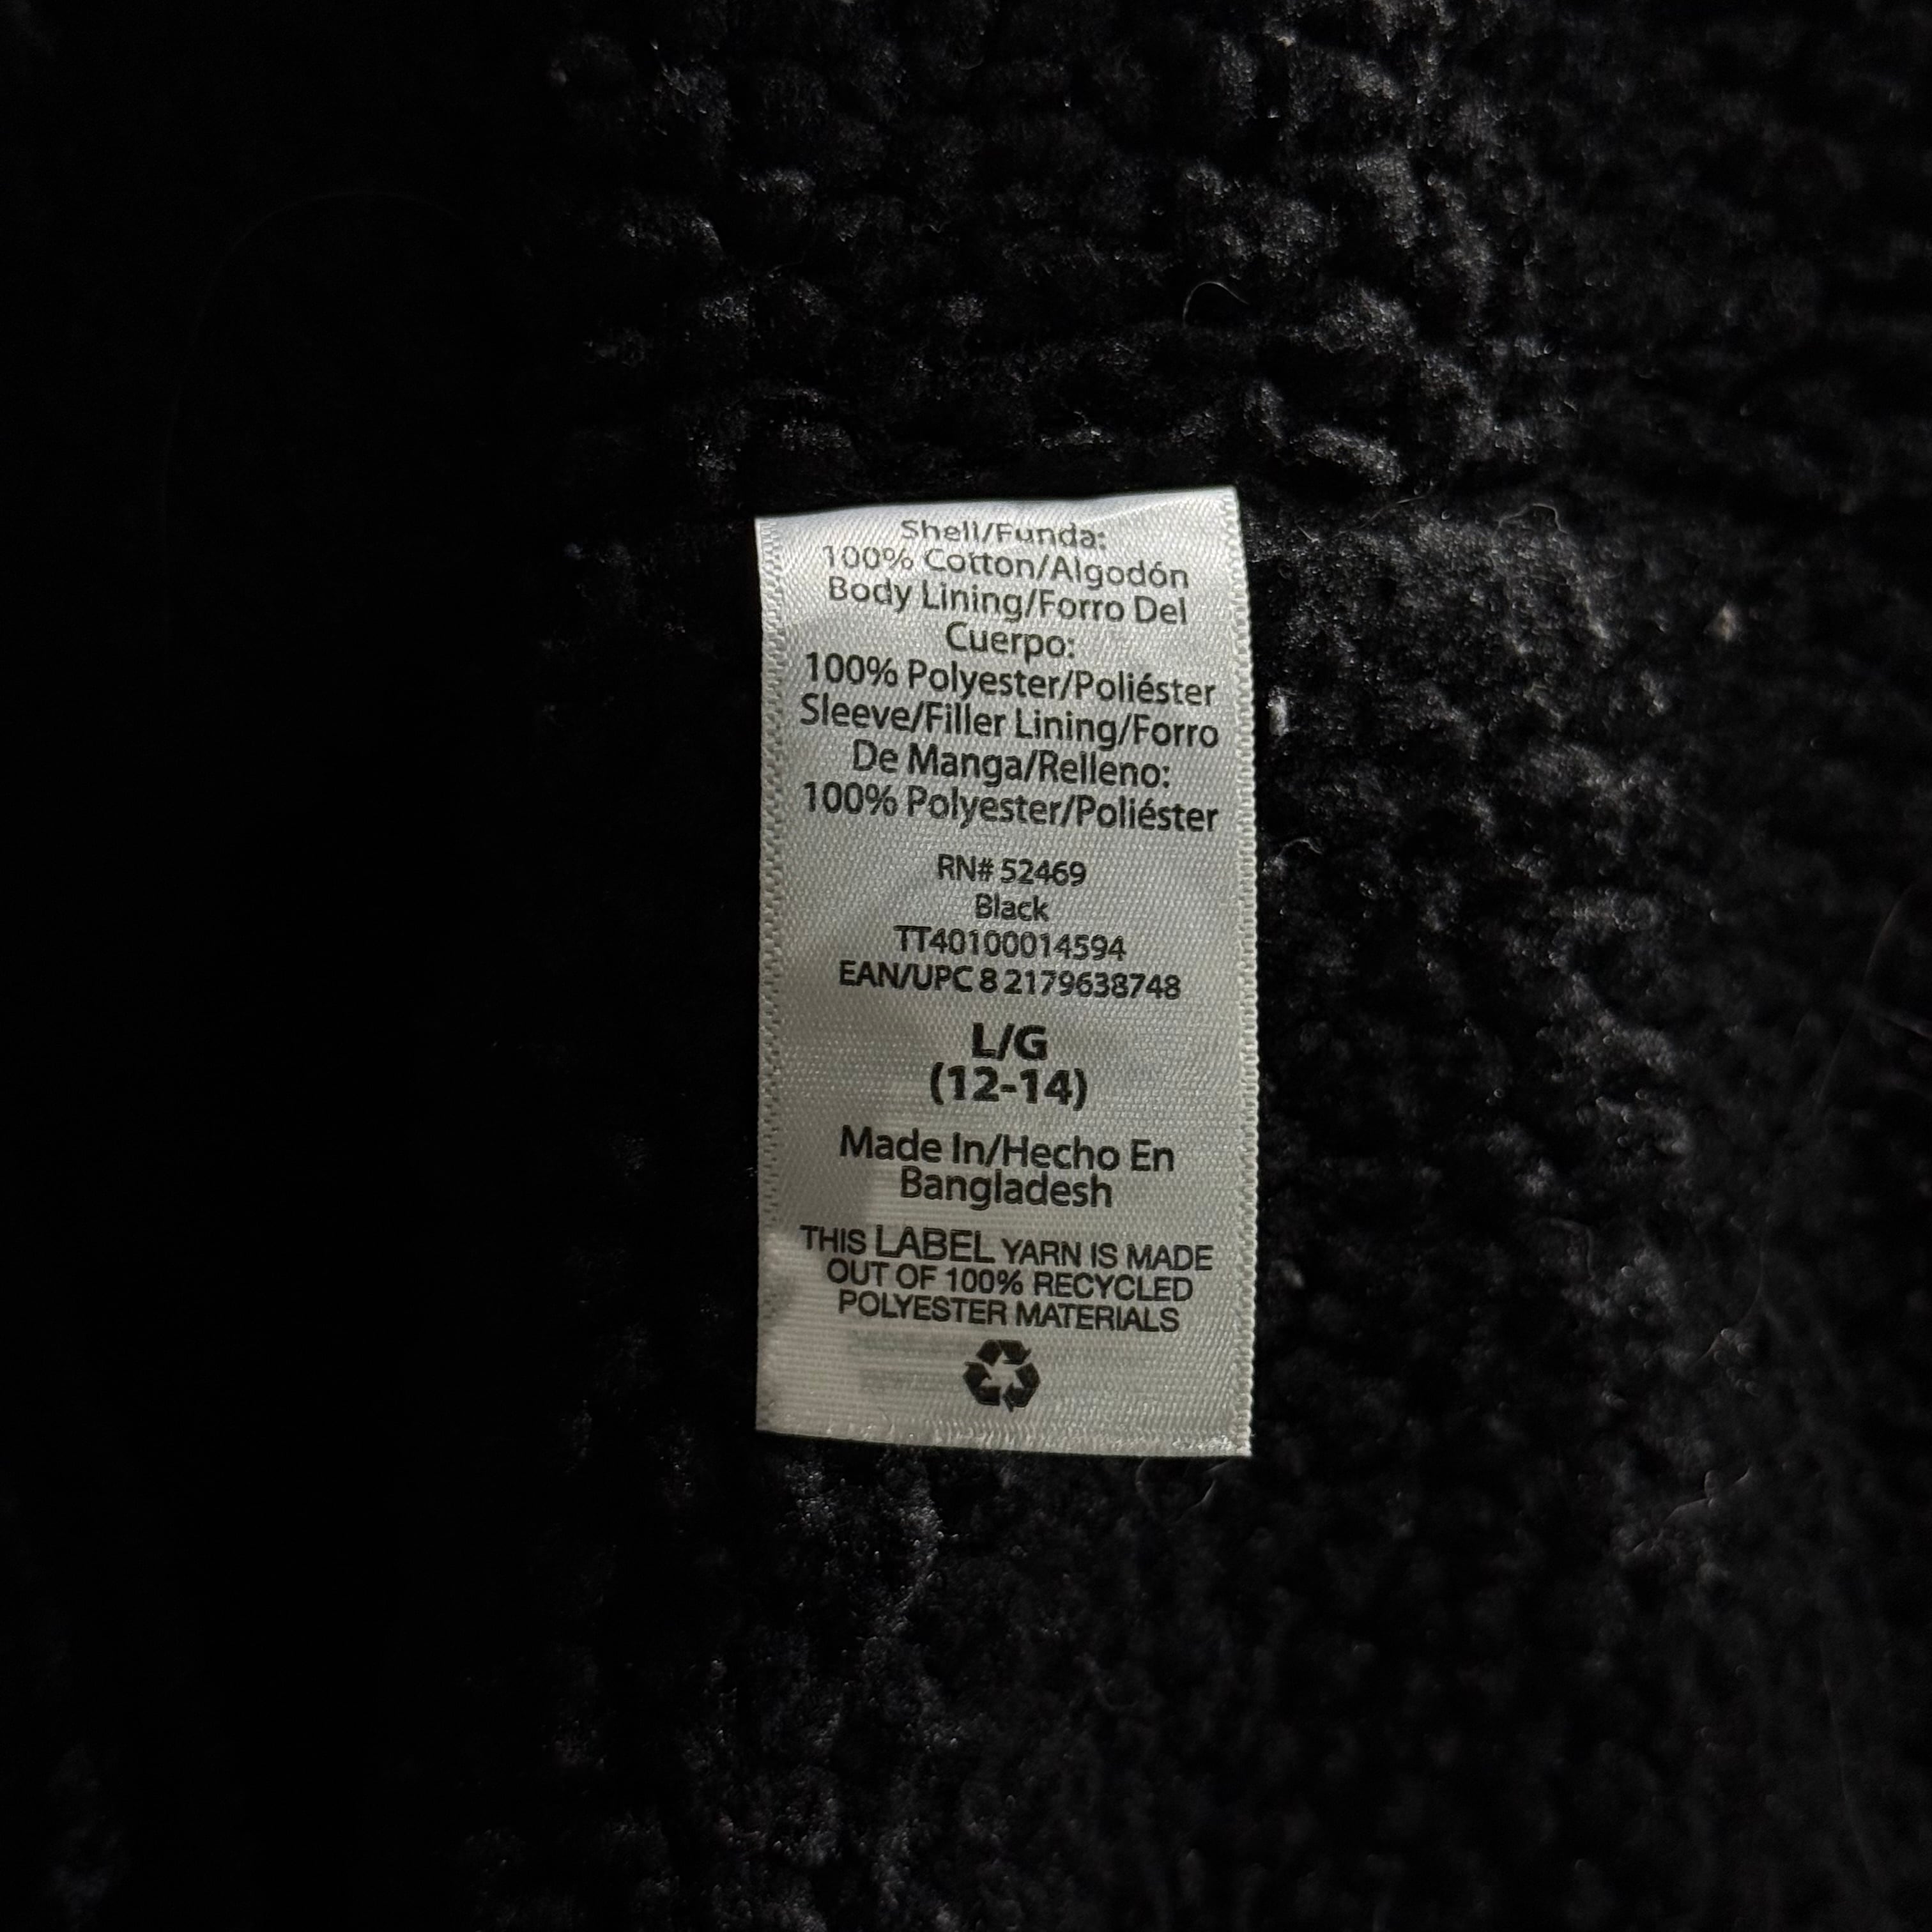 Shell/Funda:
100% Cotton/Algodón
Body Lining/Forro Del
Cuerpo:
100% Polyester/Poliéster
Sleeve/Filler Lining/Forro
De Manga/Relleno:
100% Polyester/Poliéster
RN# 52469
Black
TT40100014594
EAN/UPC 8 2179638748
L/G
(12-14)
Made In/Hecho En
Bangladesh
THIS LABEL YARN IS MADE
OUT OF 100% RECYCLED
POLYESTER MATERIALS